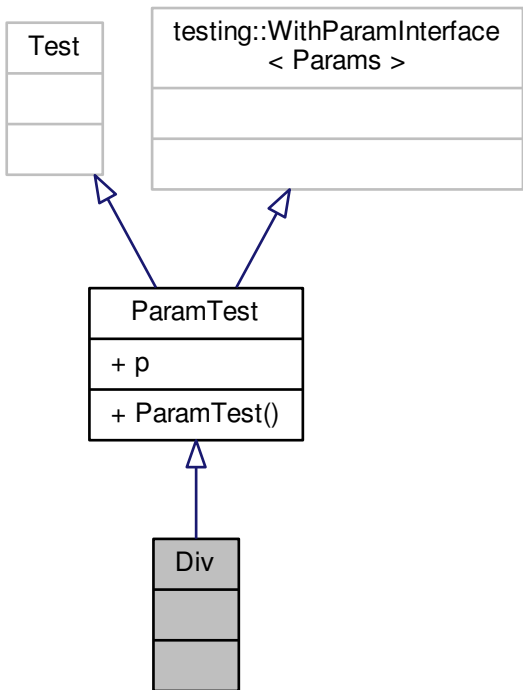 Test
testing::WithParamInterface
< Params >
ParamTest
+ p
+ ParamTest()
Div